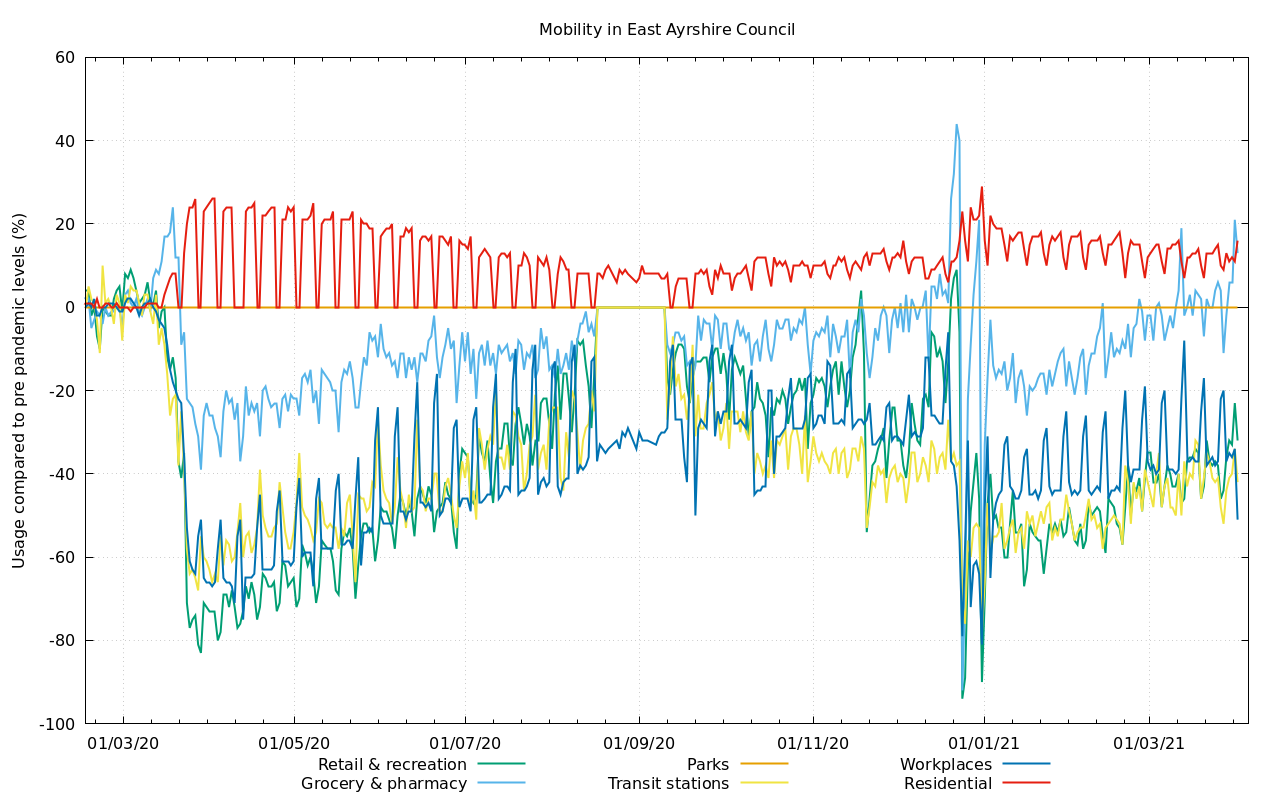 Mobility in East Ayrshire Council
Usage compared to pre pandemic levels (%)
60
40
20
0
-20
-40
-60
-80
-100
01/03/20 01/05/20 01/07/20 01/09/20 01/11/20 01/01/21 01/03/21
Retail & recreation Parks Workplaces
Grocery & pharmacy Transit stations Residential